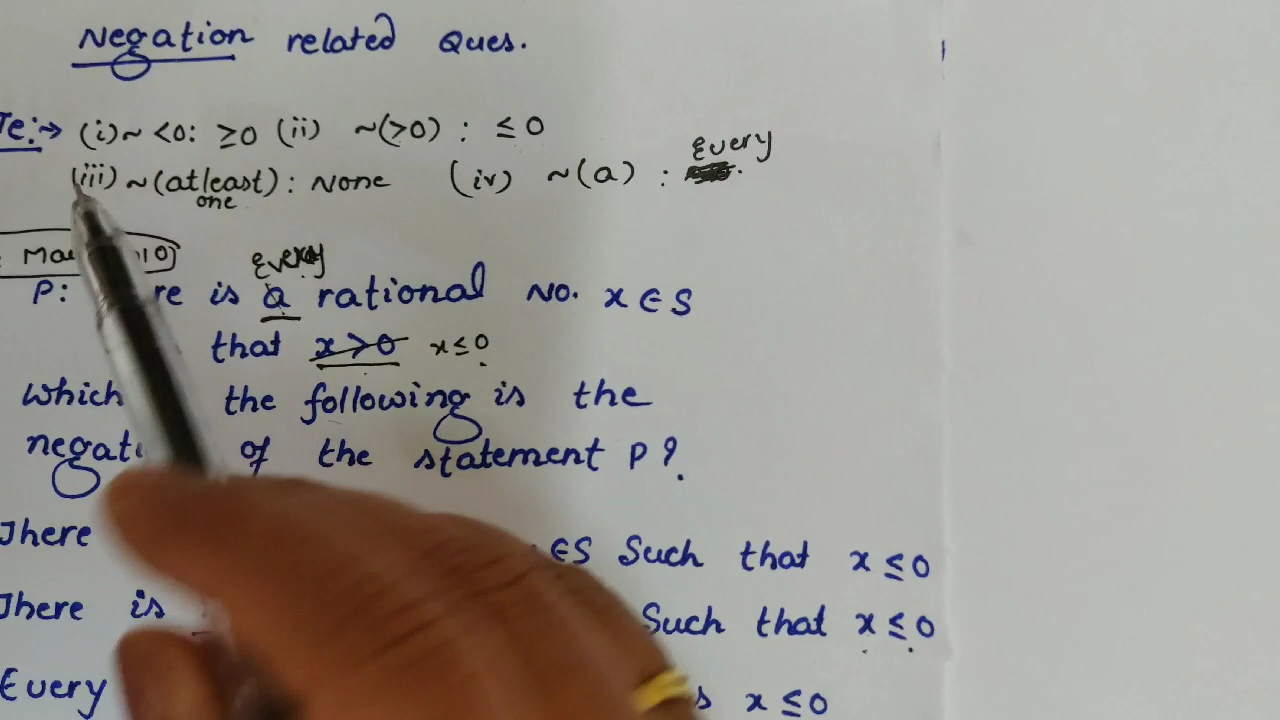 Negation related Ques.
Te:→ (i) ~ <0: ≥0 (ii) ~(>0) : ≤ 0
Every
(iii) ~(atleast) : None (iv) ~(a) :
one
Every
P: is a rational No. x ∈ S
that x > 0 x ≤ 0
Which the following is the
of the statement P?
There ∈S Such that x ≤ 0
There is Such that x ≤ 0
Every x ≤ 0